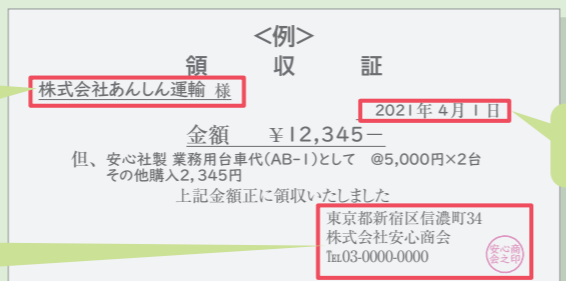 ＜例＞
領 収 証
株式会社あんしん運輸 様
2021年 4月 1日
金額 ￥12,345－
但、安心社製 業務用台車代(AB-1)として @5,000円×2台
その他購入2,345円
上記金額正に領収いたしました
東京都新宿区信濃町34
株式会社安心商会
℡03-0000-0000
安心商
会之印